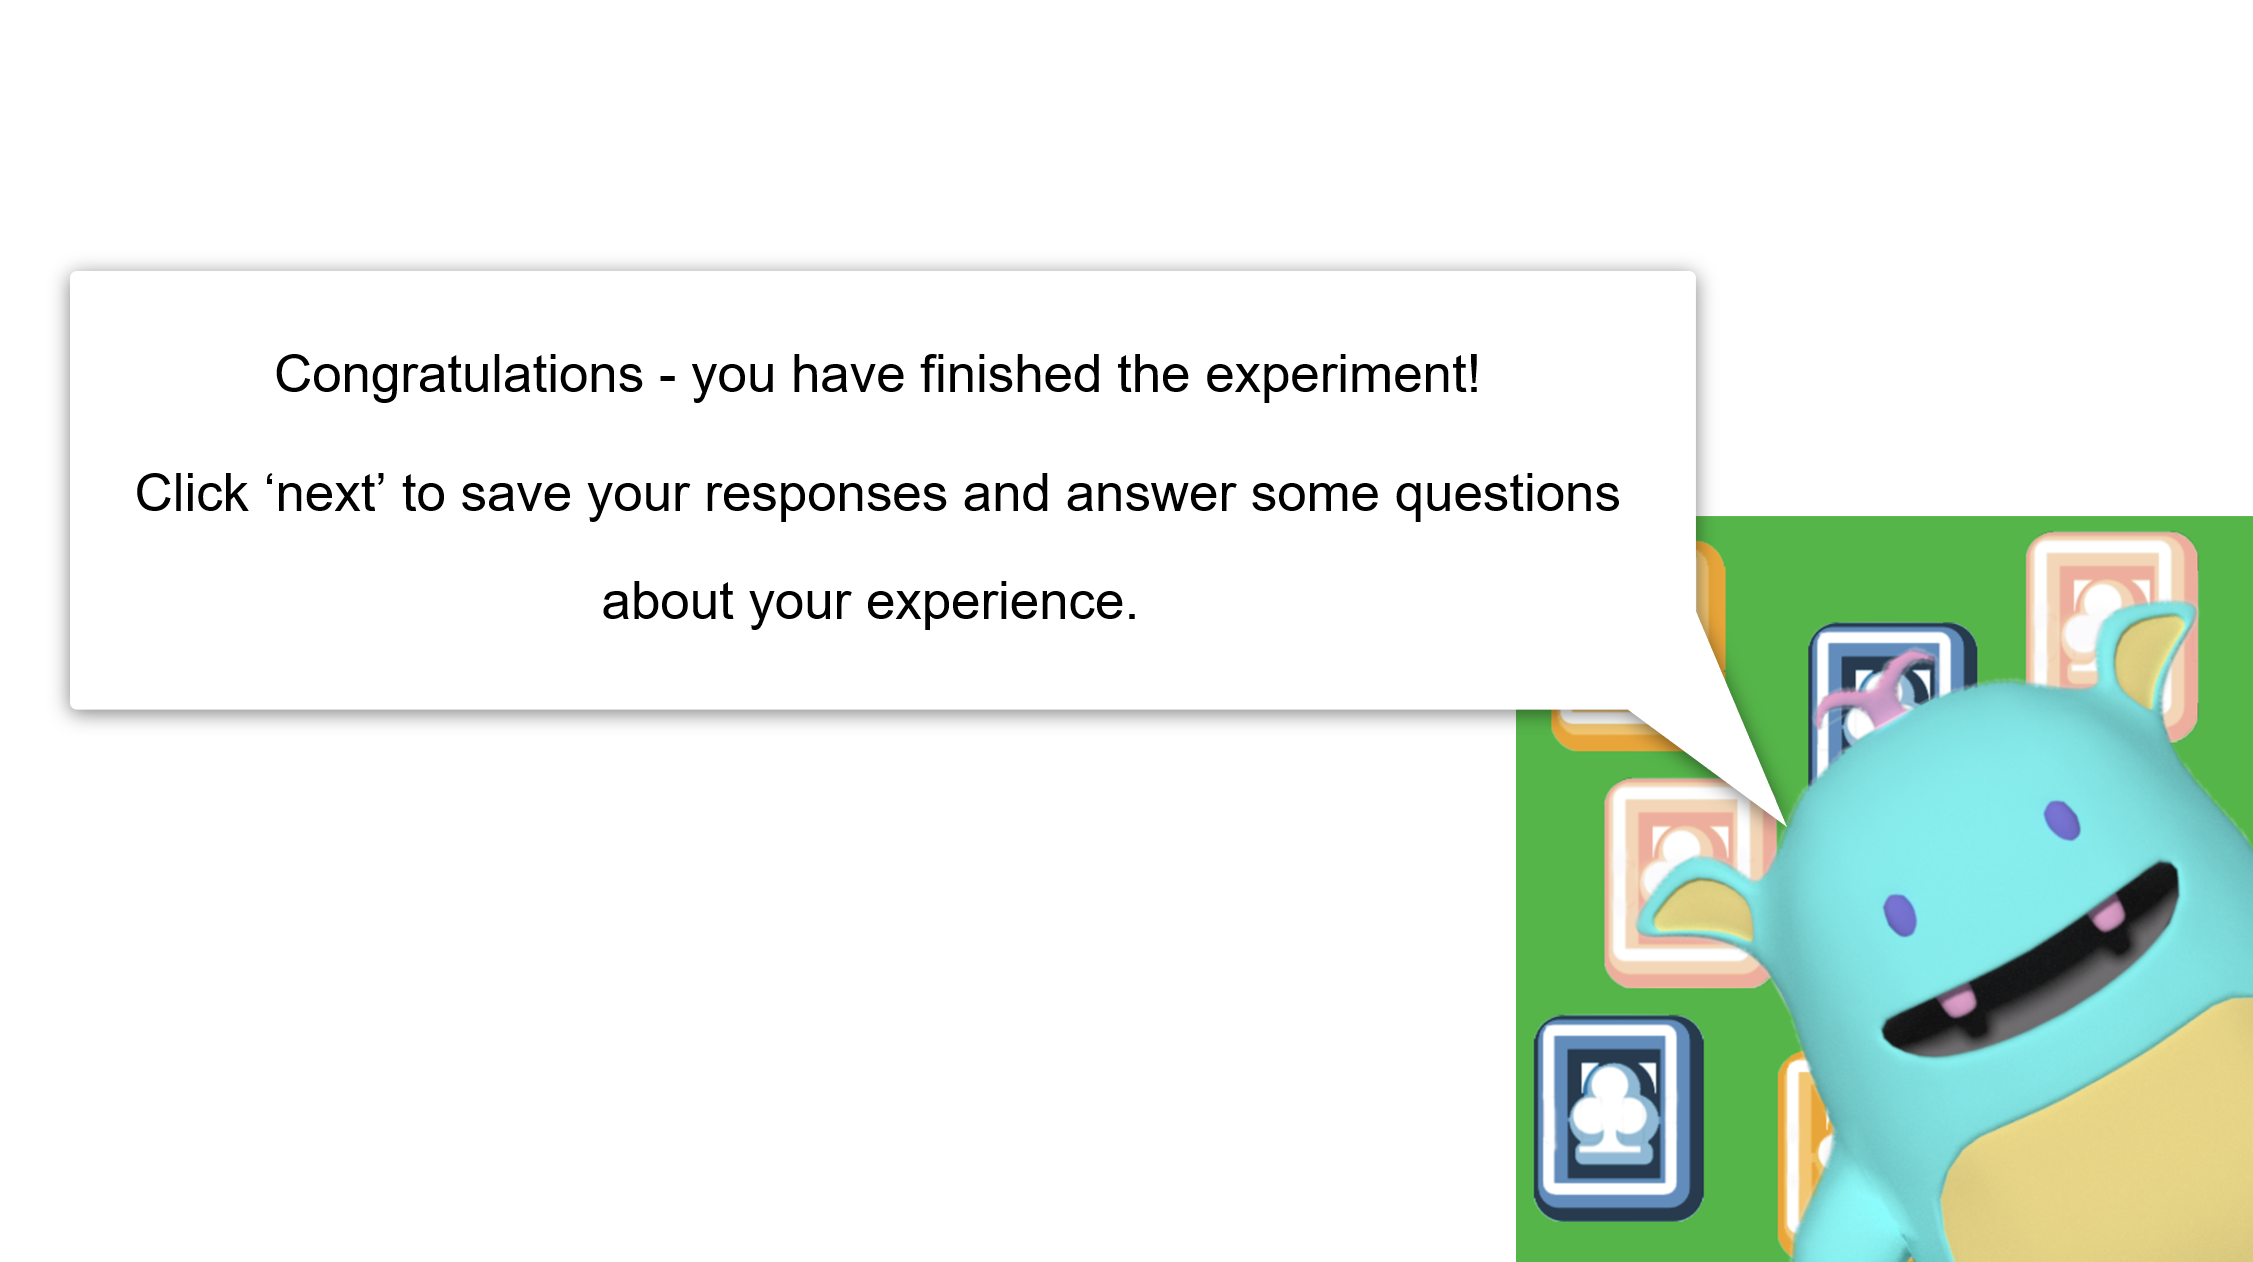 Congratulations - you have finished the experiment!
Click ‘next’ to save your responses and answer some questions
about your experience.